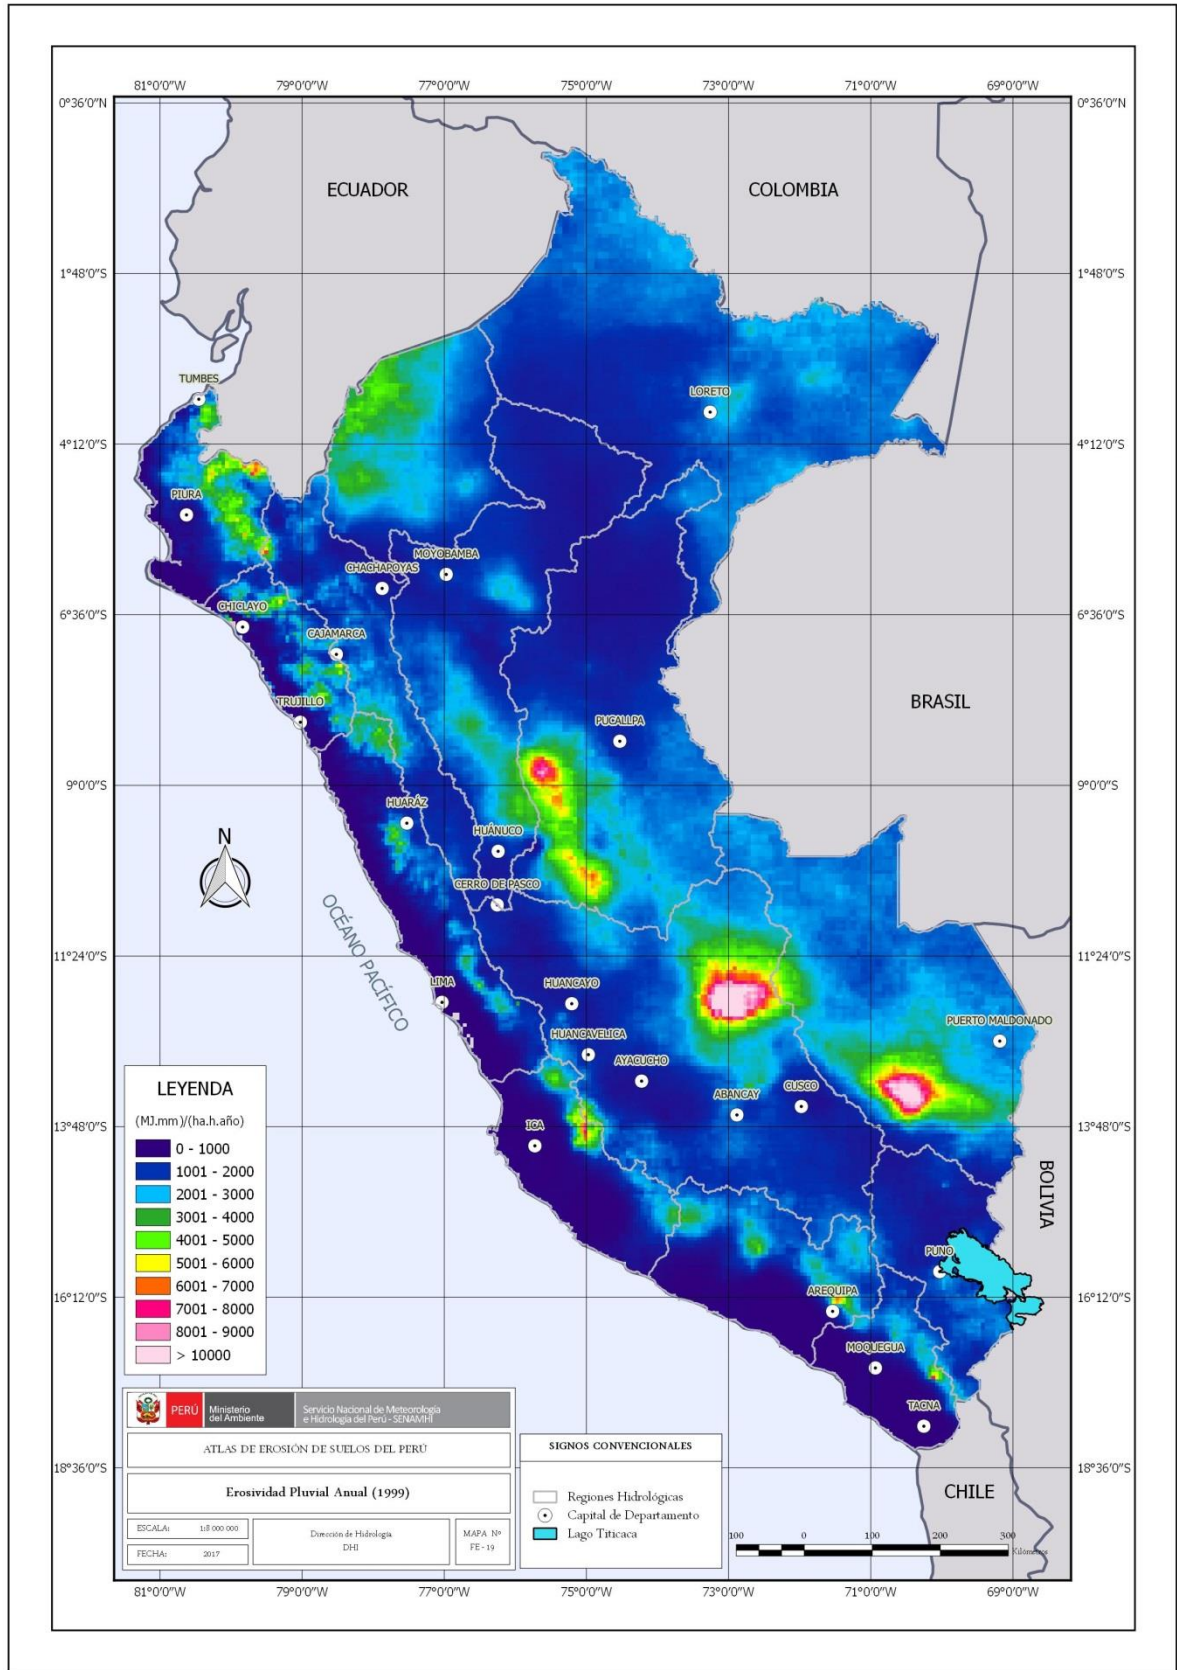 81°0'0"W 79°0'0"W 77°0'0"W 75°0'0"W 73°0'0"W 71°0'0"W 69°0'0"W
0°36'0"N 0°36'0"N
ECUADOR COLOMBIA
1°48'0"S 1°48'0"S
TUMBES
LORETO
4°12'0"S 4°12'0"S
PIURA
MOYOBAMBA
CHACHAPOYAS
6°36'0"S 6°36'0"S
CHICLAYO
CAJAMARCA
TRUJILLO
BRASIL
PUCALLPA
9°0'0"S 9°0'0"S
HUARÁZ
HUÁNUCO
N
CERRO DE PASCO
OCÉANO PACÍFICO
11°24'0"S 11°24'0"S
LIMA
HUANCAYO
PUERTO MALDONADO
HUANCAVELICA
AYACUCHO
ABANCAY
CUSCO
13°48'0"S 13°48'0"S
ICA
BOLIVIA
PUNO
16°12'0"S 16°12'0"S
AREQUIPA
MOQUEGUA
TACNA
18°36'0"S 18°36'0"S
CHILE
LEYENDA
(MJ.mm)/(ha.h.año)
0 - 1000
1001 - 2000
2001 - 3000
3001 - 4000
4001 - 5000
5001 - 6000
6001 - 7000
7001 - 8000
8001 - 9000
> 10000
PERÚ
Ministerio
del Ambiente
Servicio Nacional de Meteorología
e Hidrología del Perú - SENAMHI
ATLAS DE EROSIÓN DE SUELOS DEL PERÚ
Erosividad Pluvial Anual (1999)
ESCALA: 1:8 000 000
FECHA: 2017
Dirección de Hidrología
DHI
MAPA Nº
FE - 19
SIGNOS CONVENCIONALES
Regiones Hidrológicas
Capital de Departamento
Lago Titicaca
100 0 100 200 300
Kilómetros
81°0'0"W 79°0'0"W 77°0'0"W 75°0'0"W 73°0'0"W 71°0'0"W 69°0'0"W